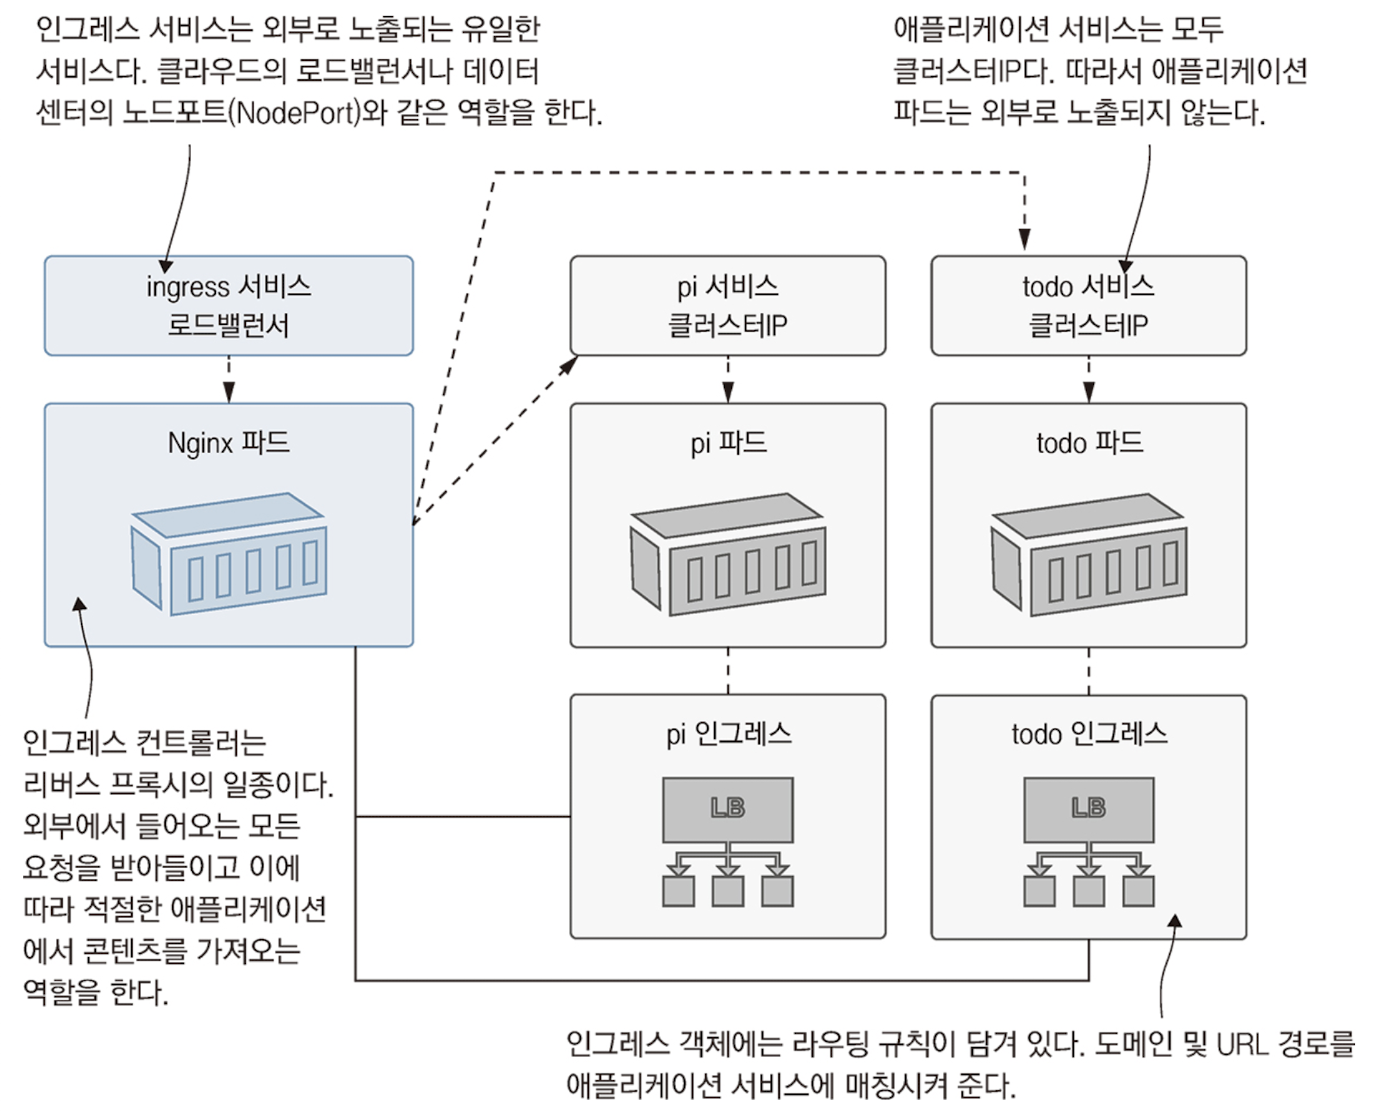 인그레스 서비스는 외부로 노출되는 유일한
서비스다. 클라우드의 로드밸런서나 데이터
센터의 노드포트(NodePort)와 같은 역할을 한다.
애플리케이션 서비스는 모두
클러스터IP다. 따라서 애플리케이션
파드는 외부로 노출되지 않는다.
ingress 서비스
로드밸런서
pi 서비스
클러스터IP
todo 서비스
클러스터IP
Nginx 파드
pi 파드
todo 파드
인그레스 컨트롤러는
리버스 프록시의 일종이다.
외부에서 들어오는 모든
요청을 받아들이고 이에
따라 적절한 애플리케이션
에서 콘텐츠를 가져오는
역할을 한다.
pi 인그레스
LB
todo 인그레스
LB
인그레스 객체에는 라우팅 규칙이 담겨 있다. 도메인 및 URL 경로를
애플리케이션 서비스에 매칭시켜 준다.